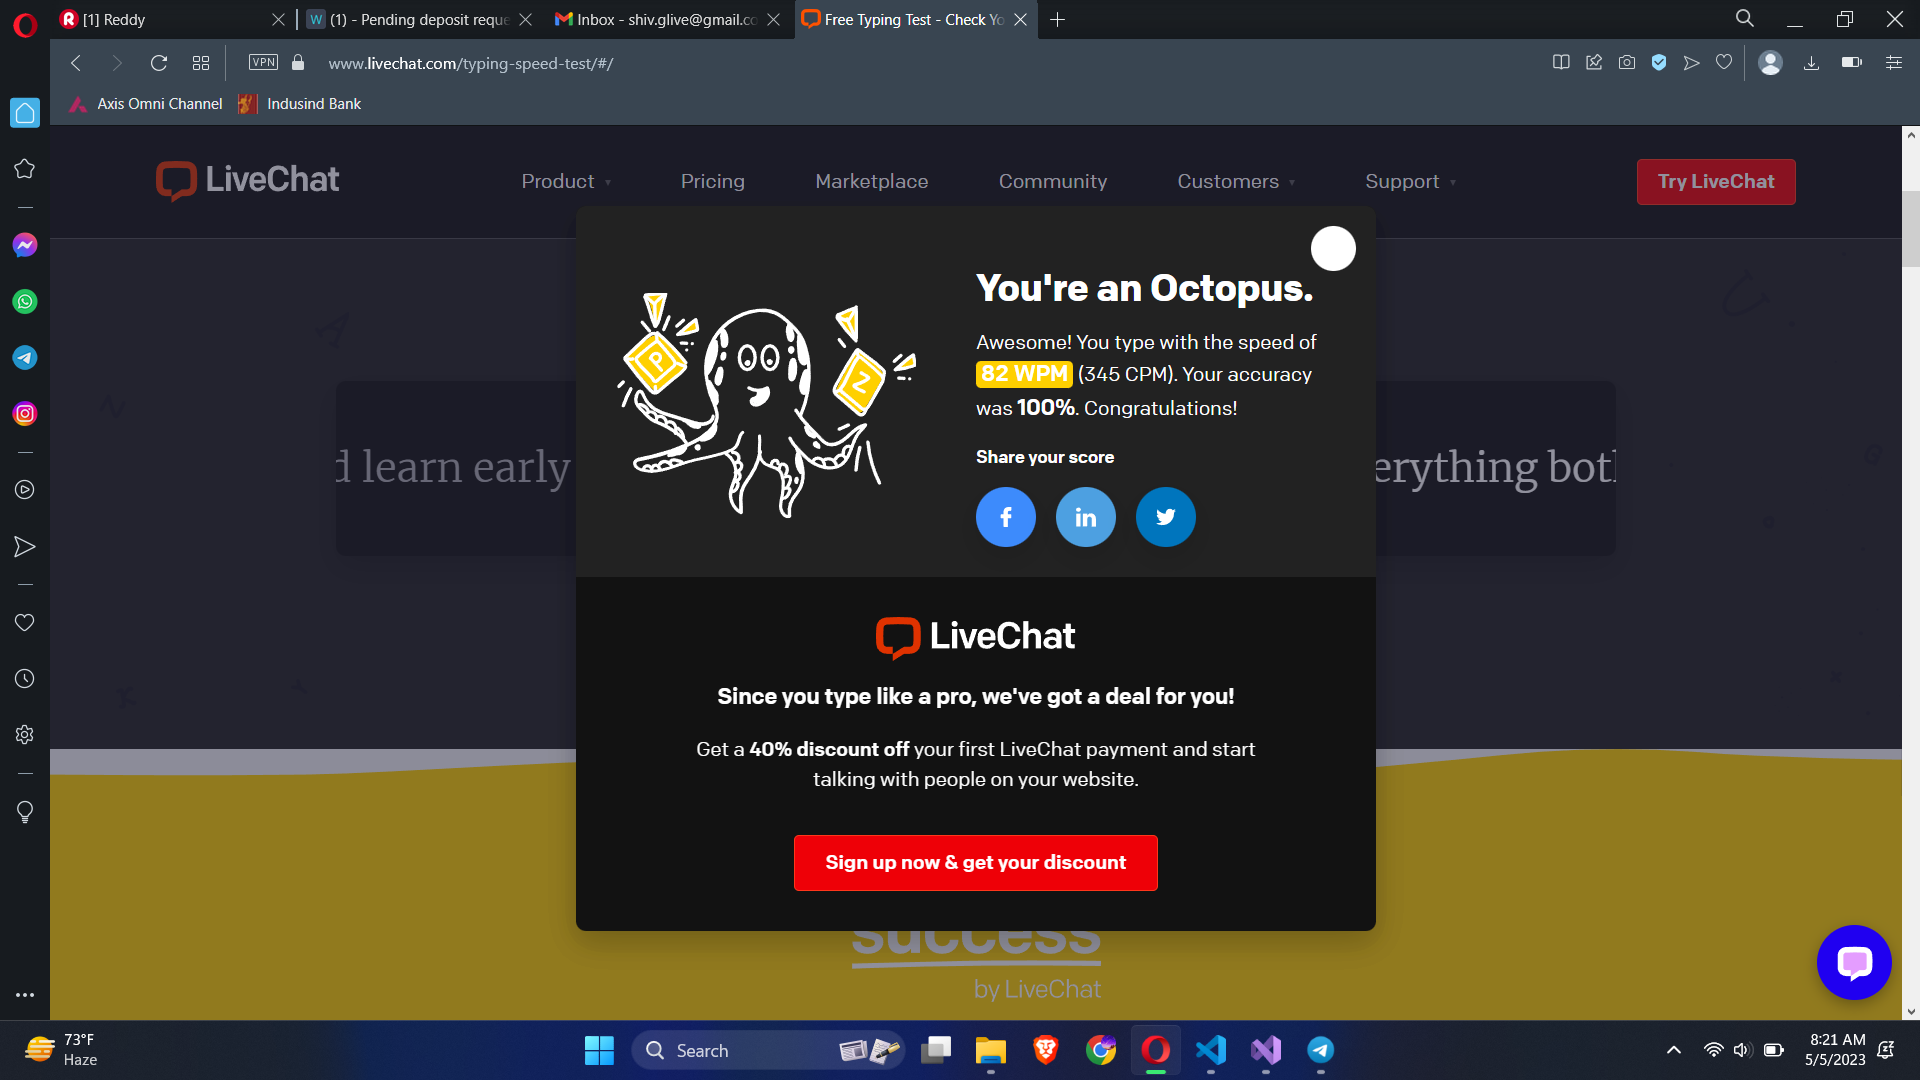 [1] Reddy
W (1) - Pending deposit reque
Inbox - shiv.glive@gmail.co
Free Typing Test - Check Yo
VPN
www.livechat.com/typing-speed-test/#/
Axis Omni Channel
Indusind Bank
LiveChat
Product
Pricing
Marketplace
Community
Customers
Support
Try LiveChat
You're an Octopus.
Awesome! You type with the speed of
82 WPM (345 CPM). Your accuracy
was 100%. Congratulations!
P
Z
Share your score
d learn early
erything both
LiveChat
Since you type like a pro, we've got a deal for you!
Get a 40% discount off your first LiveChat payment and start
talking with people on your website.
Sign up now & get your discount
success
by LiveChat
73°F
Haze
Search
8:21 AM
5/5/2023